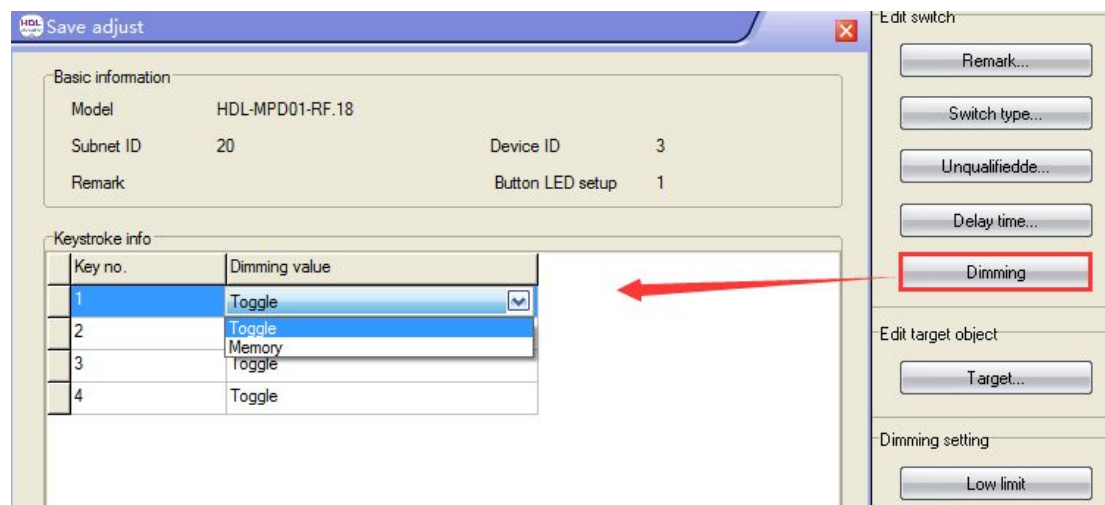 HDL
Save adjust
Basic information
Model HDL-MPD01-RF.18
Subnet ID 20 Device ID 3
Remark Button LED setup 1
Keystroke info
Key no. Dimming value
1 Toggle
Toggle
2
Memory
3 Toggle
4 Toggle
Edit switch
Remark...
Switch type...
Unqualifiedde...
Delay time...
Dimming
Edit target object
Target...
Dimming setting
Low limit